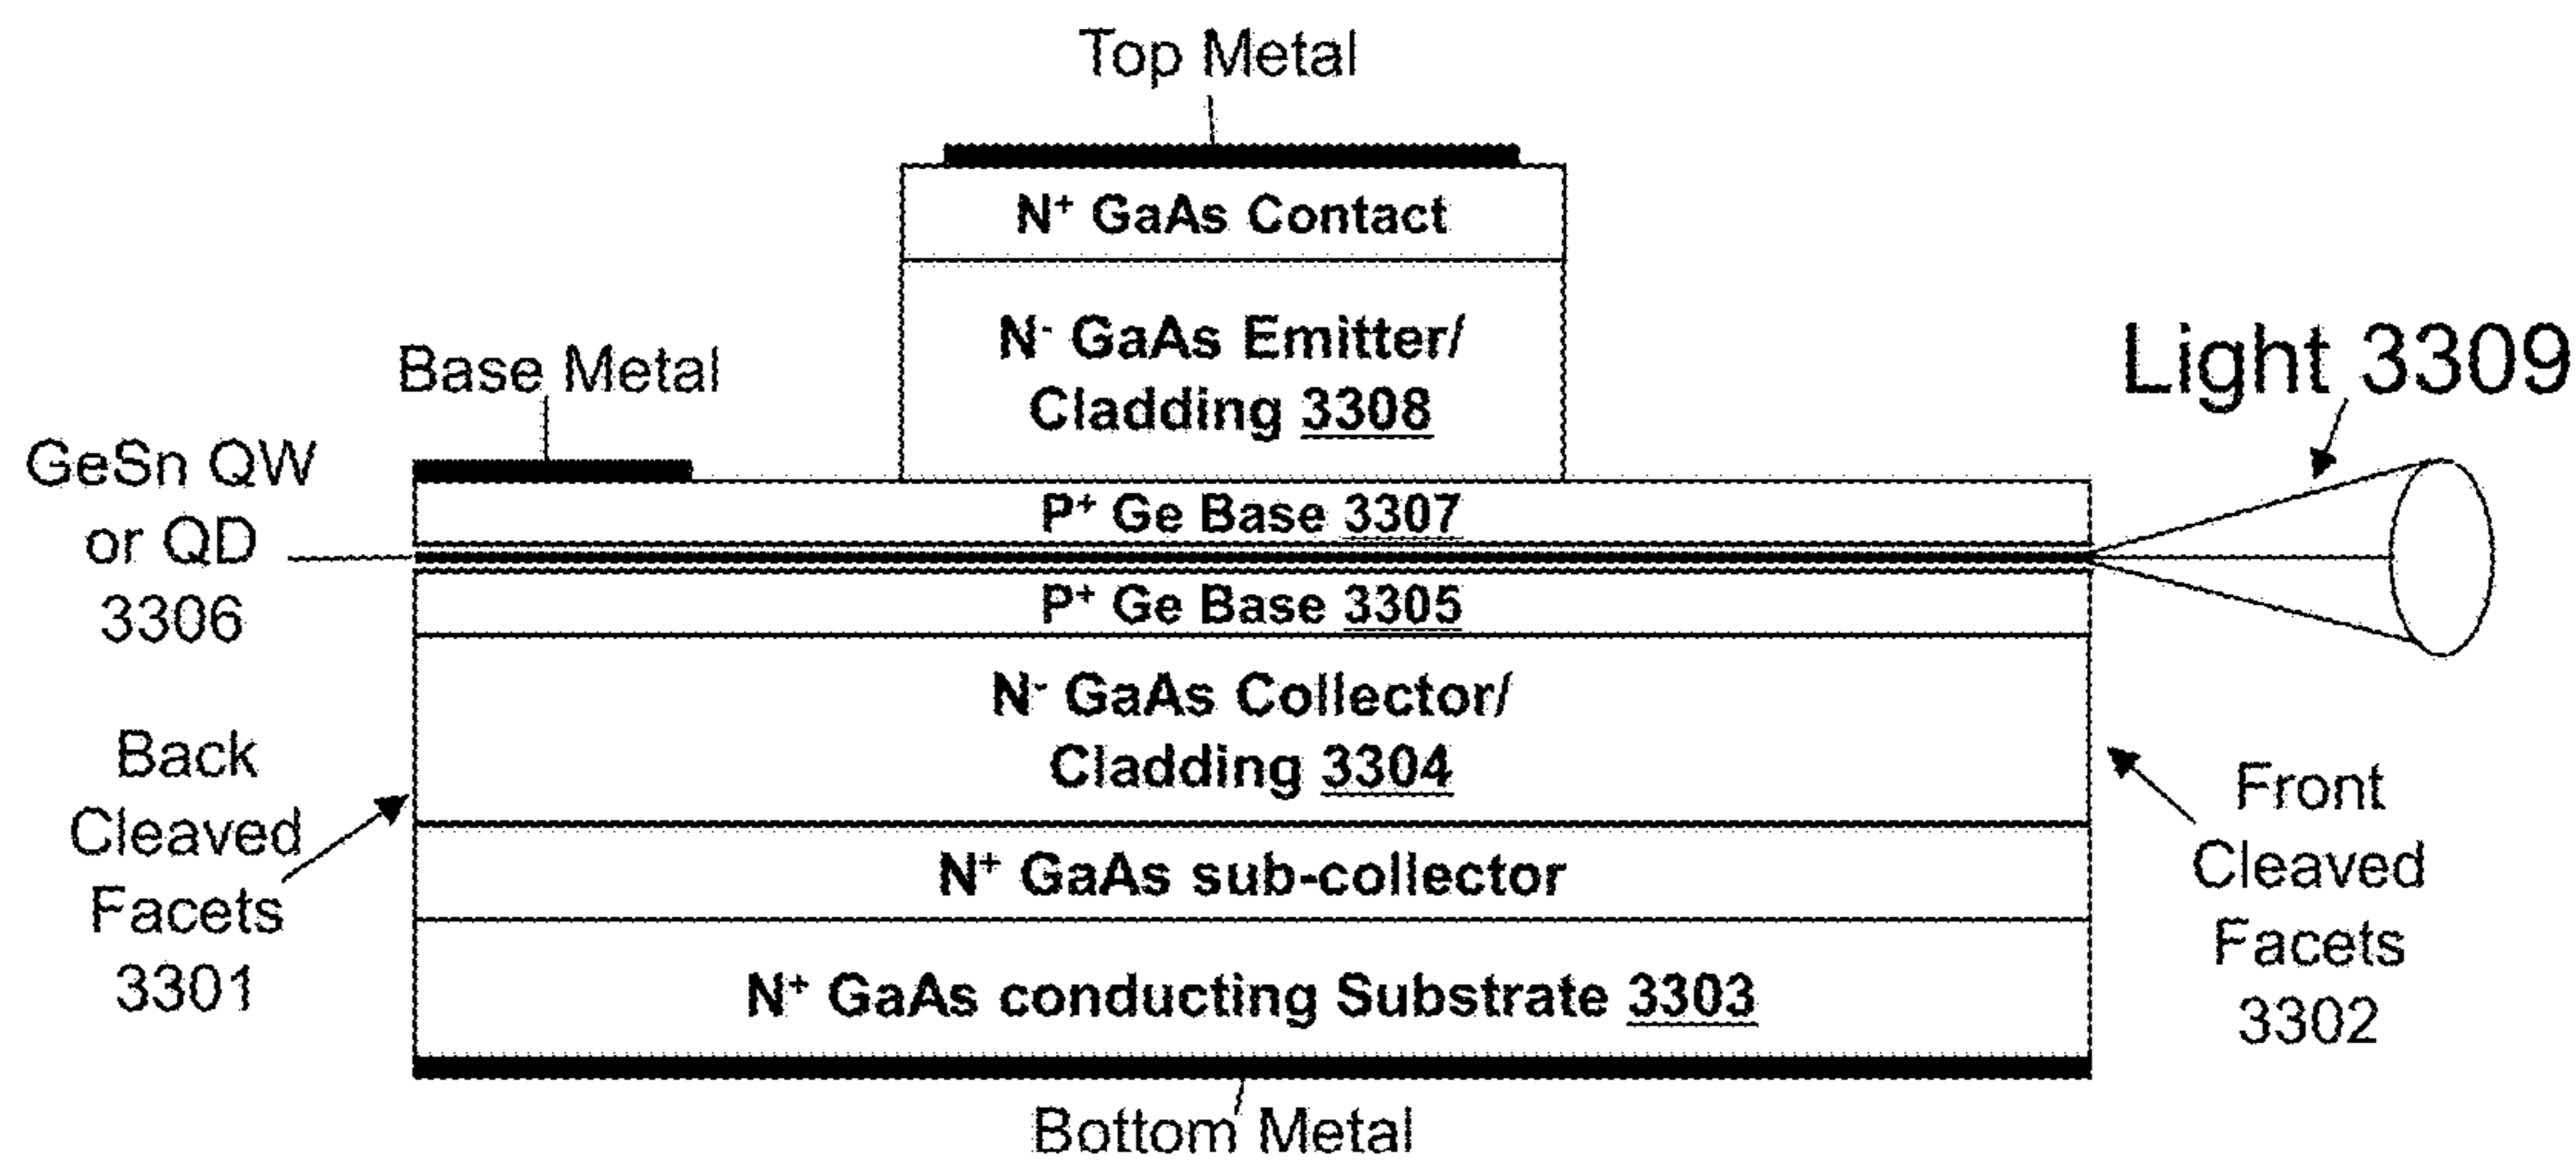 Top Metal
N⁺ GaAs Contact
N⁻ GaAs Emitter/
Cladding 3308
Base Metal
Light 3309
GeSn QW
or QD
3306
P⁺ Ge Base 3307
P⁺ Ge Base 3305
N⁻ GaAs Collector/
Cladding 3304
Back
Cleaved
Facets
3301
Front
Cleaved
Facets
3302
N⁺ GaAs sub-collector
N⁺ GaAs conducting Substrate 3303
Bottom Metal